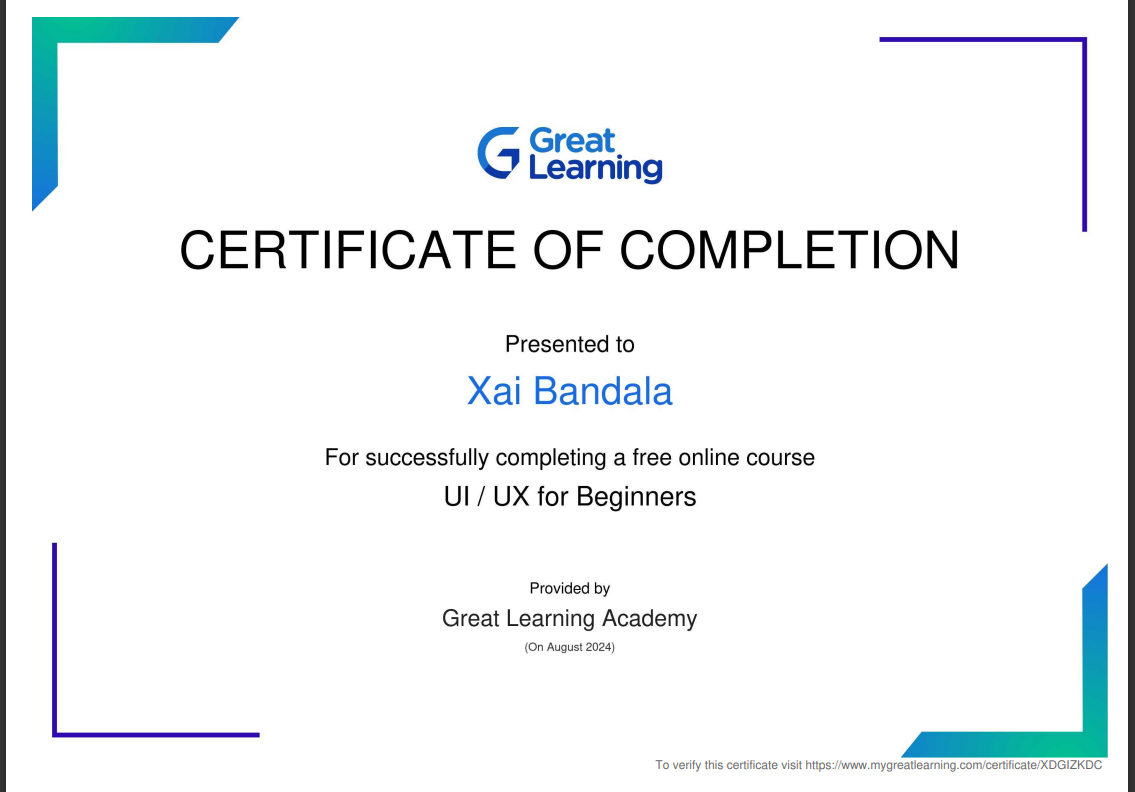 Great
Learning
CERTIFICATE OF COMPLETION
Presented to
Xai Bandala
For successfully completing a free online course
UI / UX for Beginners
Provided by
Great Learning Academy
(On August 2024)
To verify this certificate visit https://www.mygreatlearning.com/certificate/XDGIZKDC